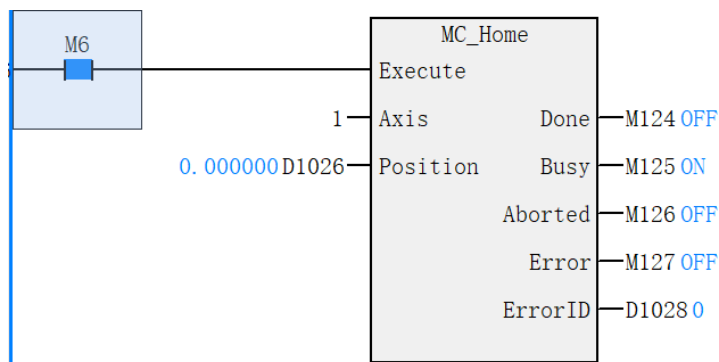 MC_Home
M6
Execute
1 Axis Done M124 OFF
0.000000 D1026 Position Busy M125 ON
Aborted M126 OFF
Error M127 OFF
ErrorID D1028 0